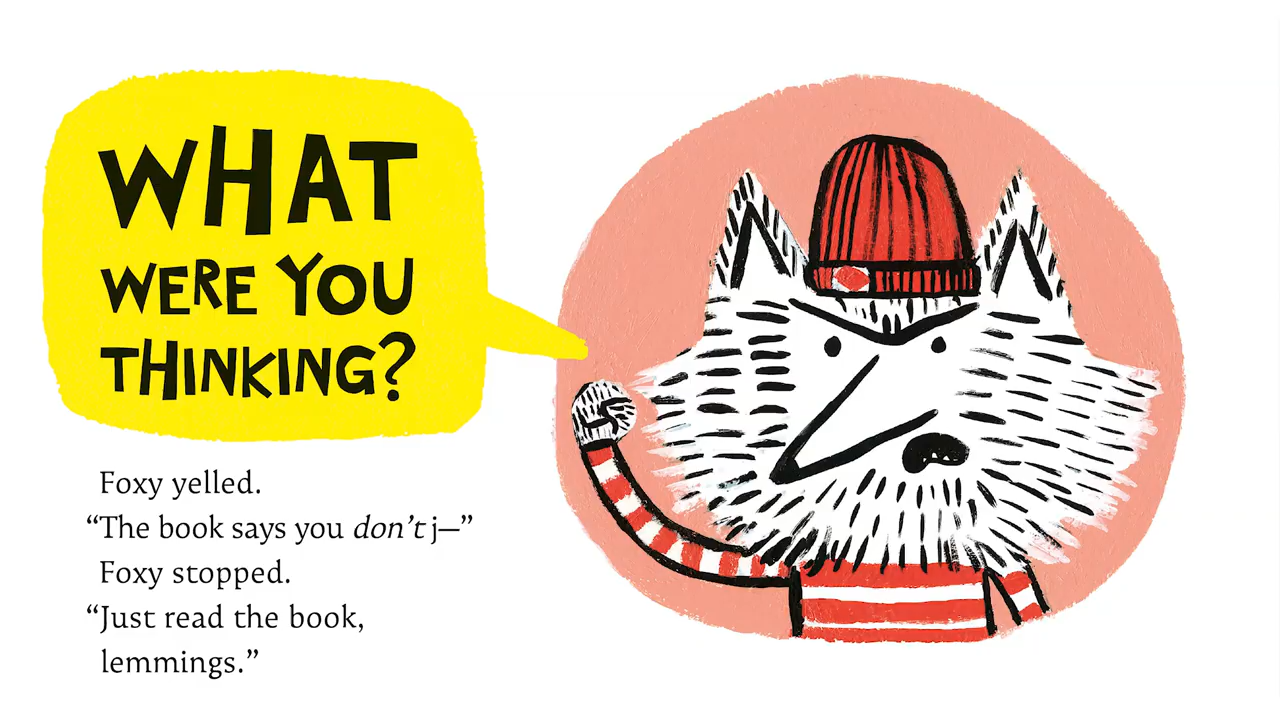 WHAT
WERE YOU
THINKING?
Foxy yelled.
“The book says you don’t j—”
Foxy stopped.
“Just read the book,
lemmings.”